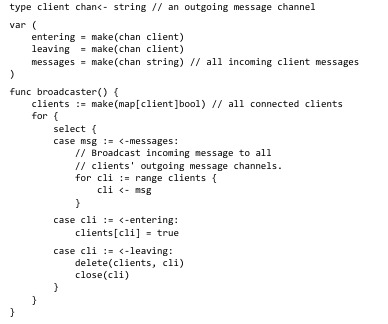 type client chan<- string // an outgoing message channel
var (
    entering = make(chan client)
    leaving  = make(chan client)
    messages = make(chan string) // all incoming client messages
)
func broadcaster() {
    clients := make(map[client]bool) // all connected clients
    for {
        select {
        case msg := <-messages:
            // Broadcast incoming message to all
            // clients' outgoing message channels.
            for cli := range clients {
                cli <- msg
            }
        case cli := <-entering:
            clients[cli] = true
        case cli := <-leaving:
            delete(clients, cli)
            close(cli)
        }
    }
}